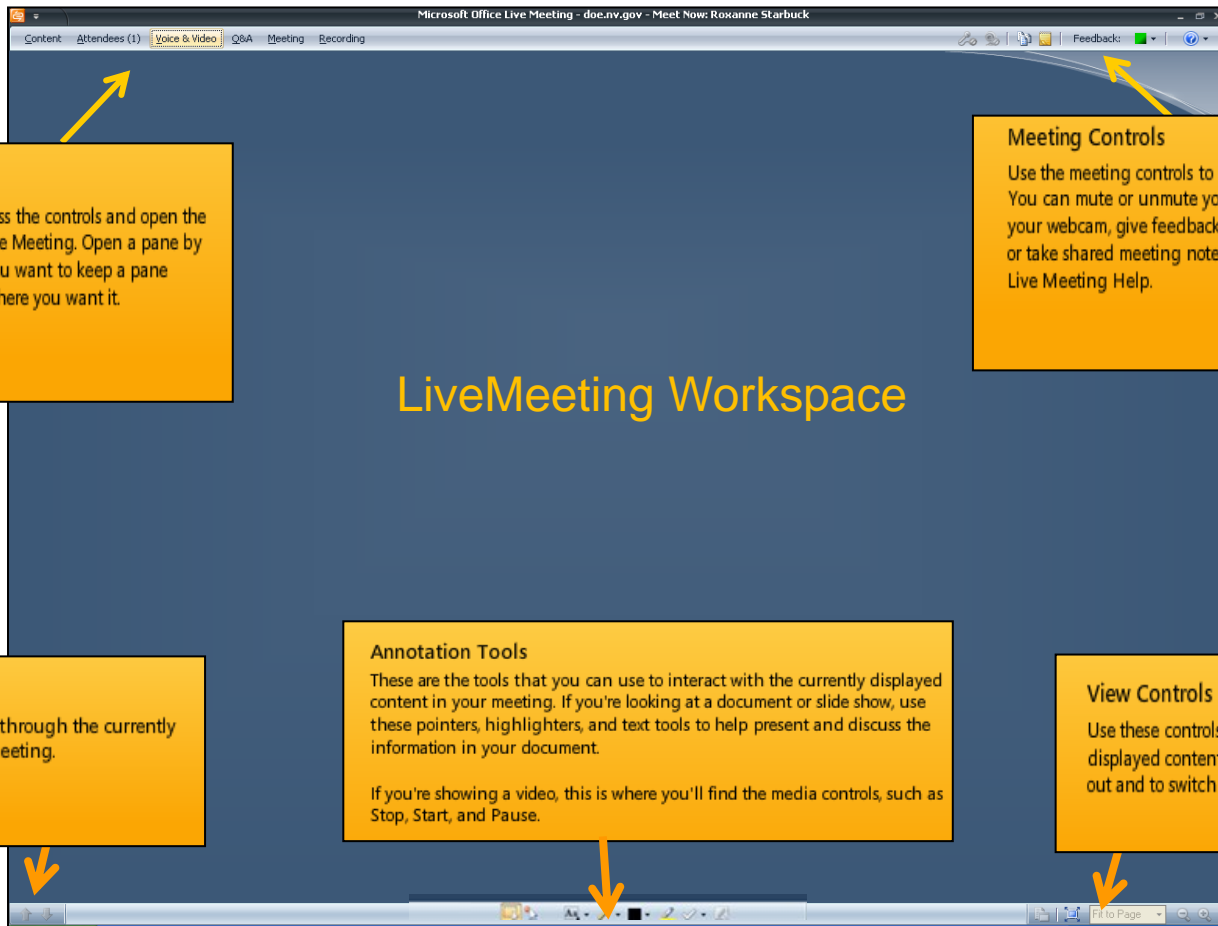 Microsoft Office Live Meeting - doe.nv.gov - Meet Now: Roxanne Starbuck
Content Attendees (1) Voice & Video Q&A Meeting Recording Feedback:
ss the controls and open the
e Meeting. Open a pane by
u want to keep a pane
here you want it.
Meeting Controls
Use the meeting controls to
You can mute or unmute yo
your webcam, give feedback
or take shared meeting note
Live Meeting Help.
LiveMeeting Workspace
through the currently
eeting.
Annotation Tools
These are the tools that you can use to interact with the currently displayed
content in your meeting. If you're looking at a document or slide show, use
these pointers, highlighters, and text tools to help present and discuss the
information in your document.
If you're showing a video, this is where you'll find the media controls, such as
Stop, Start, and Pause.
View Controls
Use these controls
displayed content
out and to switch
Fit to Page